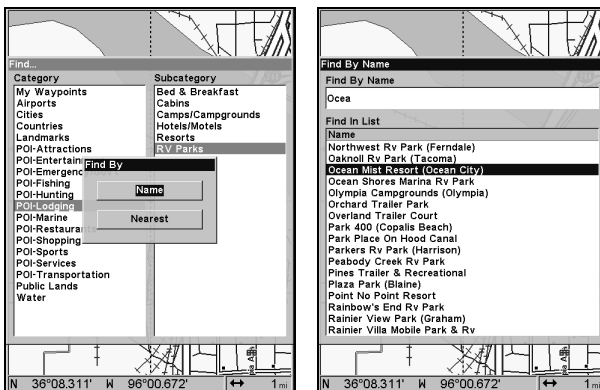 Find...
Category
Subcategory
My Waypoints
Airports
Cities
Countries
Landmarks
POI-Attractions
POI-Entertain
POI-Emergenc
POI-Fishing
POI-Hunting
POI-Lodging
POI-Marine
POI-Restauran
POI-Shopping
POI-Sports
POI-Services
POI-Transportation
Public Lands
Water
Bed & Breakfast
Cabins
Camps/Campgrounds
Hotels/Motels
Resorts
RV Parks
Find By
Name
Nearest
N 36°08.311' W 96°00.672' ↔ 1 mi
Find By Name
Find By Name
Ocea
Find In List
Name
Northwest Rv Park (Ferndale)
Oaknoll Rv Park (Tacoma)
Ocean Mist Resort (Ocean City)
Ocean Shores Marina Rv Park
Olympia Campgrounds (Olympia)
Orchard Trailer Park
Overland Trailer Court
Park 400 (Copalis Beach)
Park Place On Hood Canal
Parkers Rv Park (Harrison)
Peabody Creek Rv Park
Pines Trailer & Recreational
Plaza Park (Blaine)
Point No Point Resort
Rainbow's End Rv Park
Rainier View Park (Graham)
Rainier Villa Mobile Park & Rv
N 36°08.311' W 96°00.672' ↔ 1 mi